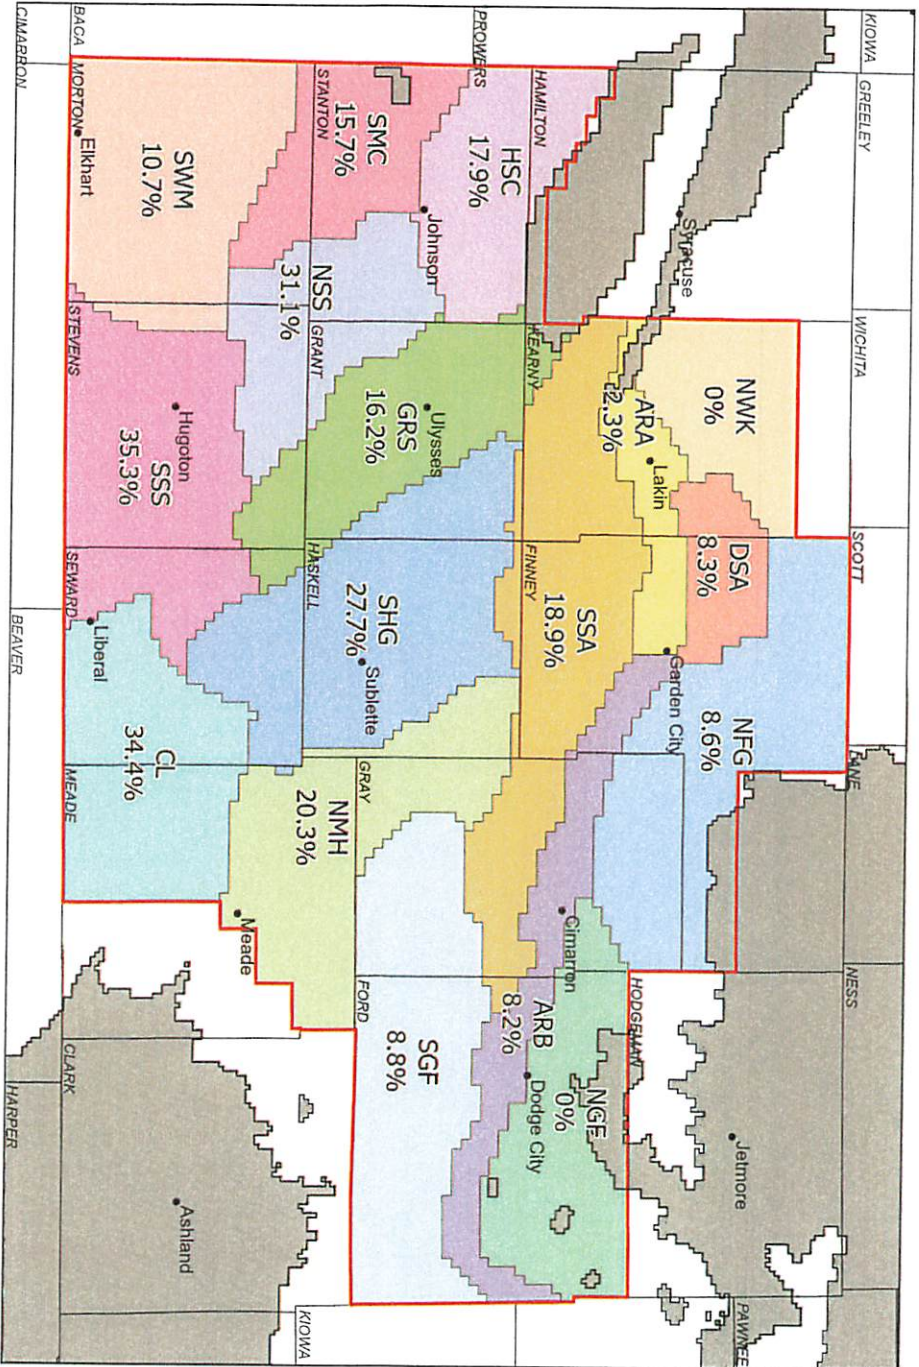 KIOWA
GREELEY
WICHITA
SCOTT
LANE
NESS
PAWNEE
Syracuse
NWK
0%
DSA
8.3%
NFG
8.6%
HODGEMAN
Jetmore
ARA
2.3%
Lakin
Garden City
PROWERS
HAMILTON
KEARNY
FINNEY
SSA
18.9%
Cimarron
ARB
8.2%
NGF
0%
Dodge City
HSC
17.9%
Johnson
Ulysses
GRS
16.2%
SHG
27.7%
Sublette
GRAY
FORD
SGF
8.8%
SMC
15.7%
STANTON
NSS
31.1%
GRANT
HASKELL
NMH
20.3%
Meade
KIOWA
SWM
10.7%
Hugoton
SSS
35.3%
CL
34.4%
Ashland
BACA
MORTON
Elkhart
STEVENS
SEWARD
Liberal
MEADE
CLARK
CIMARRON
BEAVER
HARPER